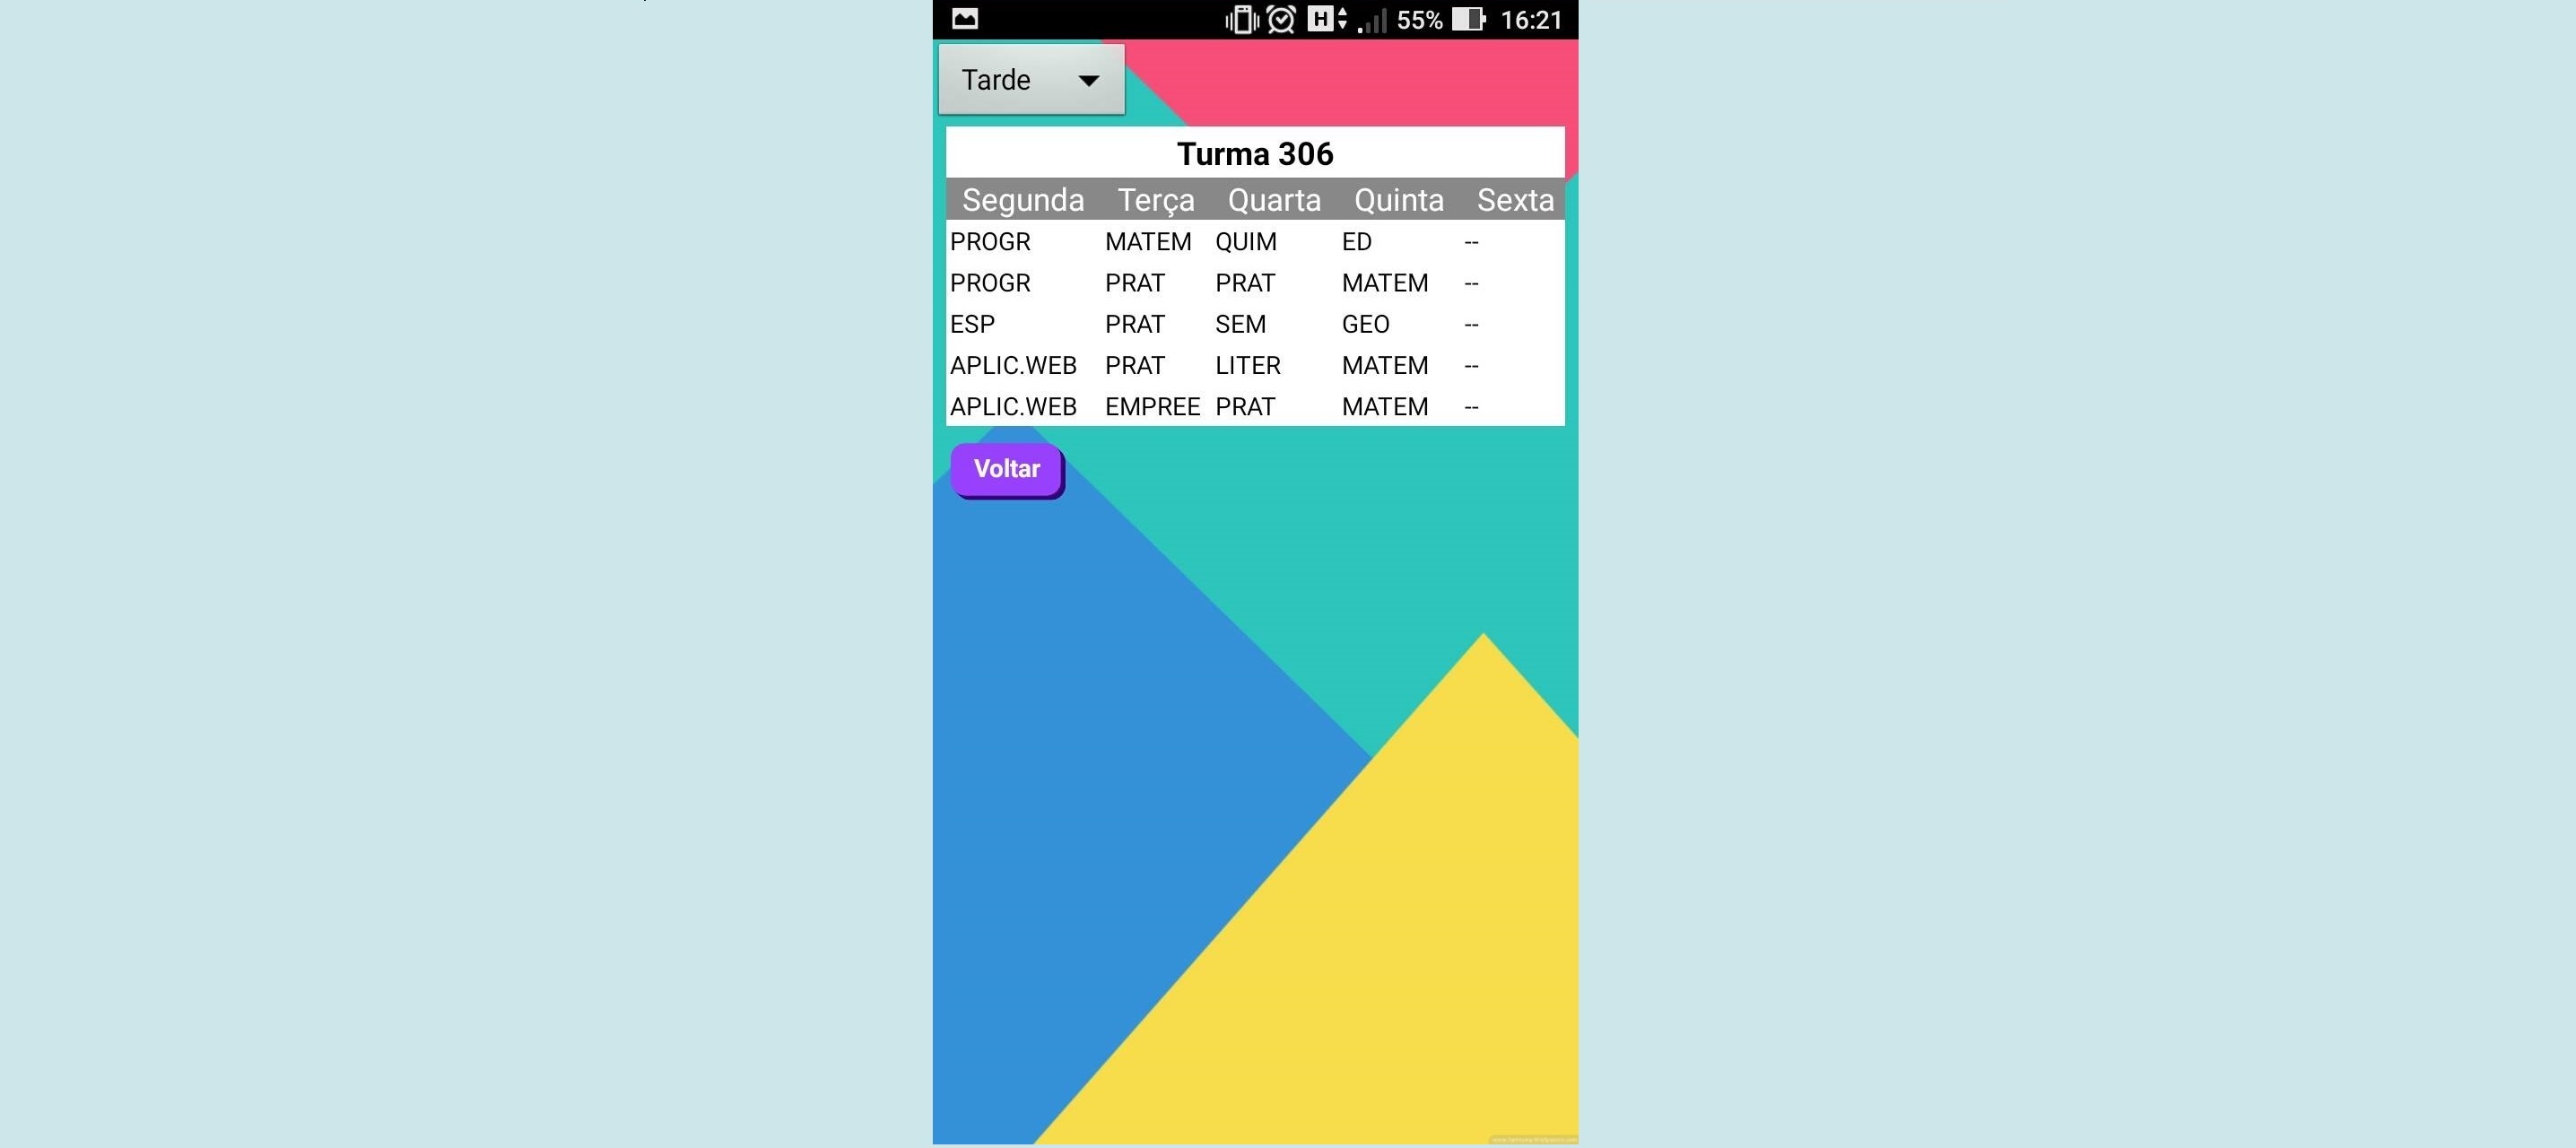 H 55% 16:21
Tarde
Turma 306
Segunda Terça Quarta Quinta Sexta
PROGR MATEM QUIM ED --
PROGR PRAT PRAT MATEM --
ESP PRAT SEM GEO --
APLIC.WEB PRAT LITER MATEM --
APLIC.WEB EMPREE PRAT MATEM --
Voltar